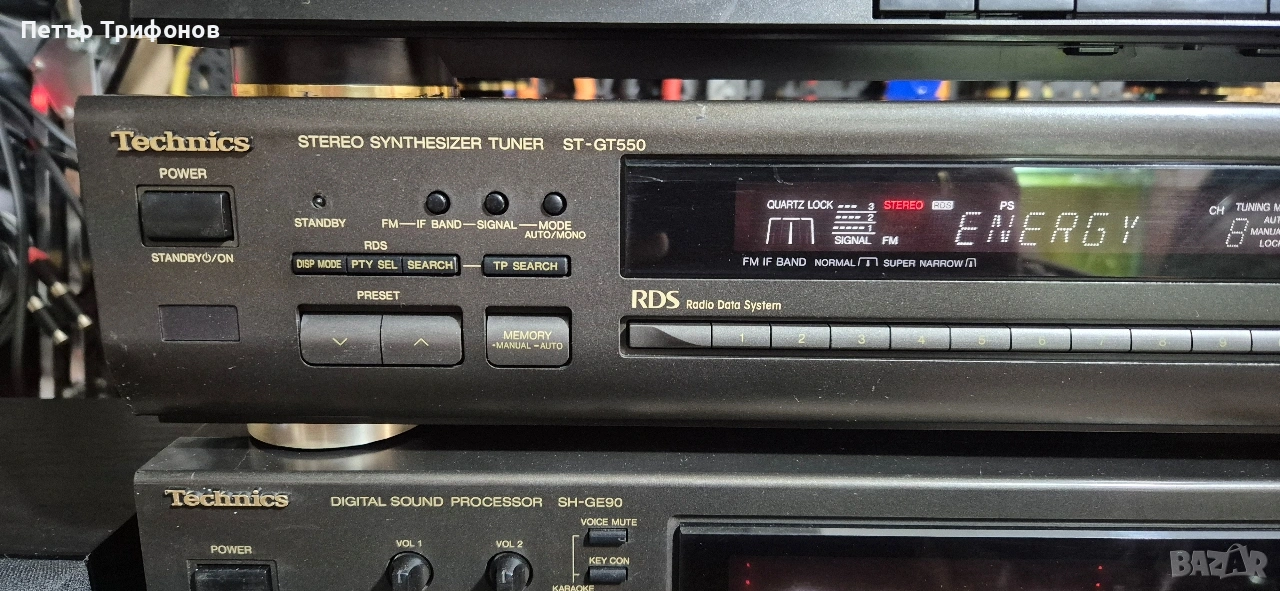 Петър Трифонов
Technics
STEREO SYNTHESIZER TUNER ST-GT550
POWER
STANDBY
FM IF BAND SIGNAL MODE
AUTO/MONO
STANDBY⏻/ON
RDS
DISP MODE PTY SEL SEARCH TP SEARCH
PRESET
MEMORY
-MANUAL -AUTO
QUARTZ LOCK 3 STEREO RDS PS CH TUNING M
2
1
SIGNAL FM ENERGY 8
AUT
MANUA
LOCK
FM IF BAND NORMAL SUPER NARROW
RDS Radio Data System
1 2 3 4 5 6 7 8 9
Technics
DIGITAL SOUND PROCESSOR SH-GE90
POWER
VOL 1 VOL 2
VOICE MUTE
KEY CON
KARAOKE
BAZAR